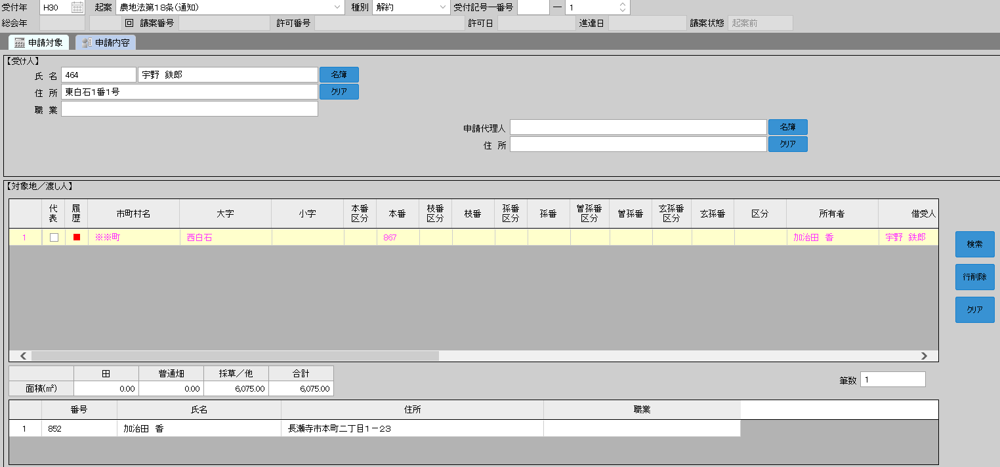 受付年 H30 起案 農地法第18条（通知） 種別 解約 受付記号－番号 － 1
総会年 回 議案番号 許可番号 許可日 進達日 議案状態 起案前
申請対象 申請内容
【受け人】
氏 名 464 宇野 鉄郎 名簿
住 所 東白石1番1号 クリア
職 業
申請代理人 名簿
住 所 クリア
【対象地／渡し人】
代表 履歴 市町村名 大字 小字 本番区分 本番 枝番区分 枝番 孫番区分 孫番 曽孫番区分 曽孫番 玄孫番区分 玄孫番 区分 所有者 借受人
1 ※※町 西白石 867 加治田 香 宇野 鉄郎
検索
行削除
クリア
田 普通畑 採草／他 合計
面積(㎡) 0.00 0.00 6,075.00 6,075.00
筆数 1
番号 氏名 住所 職業
1 852 加治田 香 長瀬寺市本町二丁目1－23